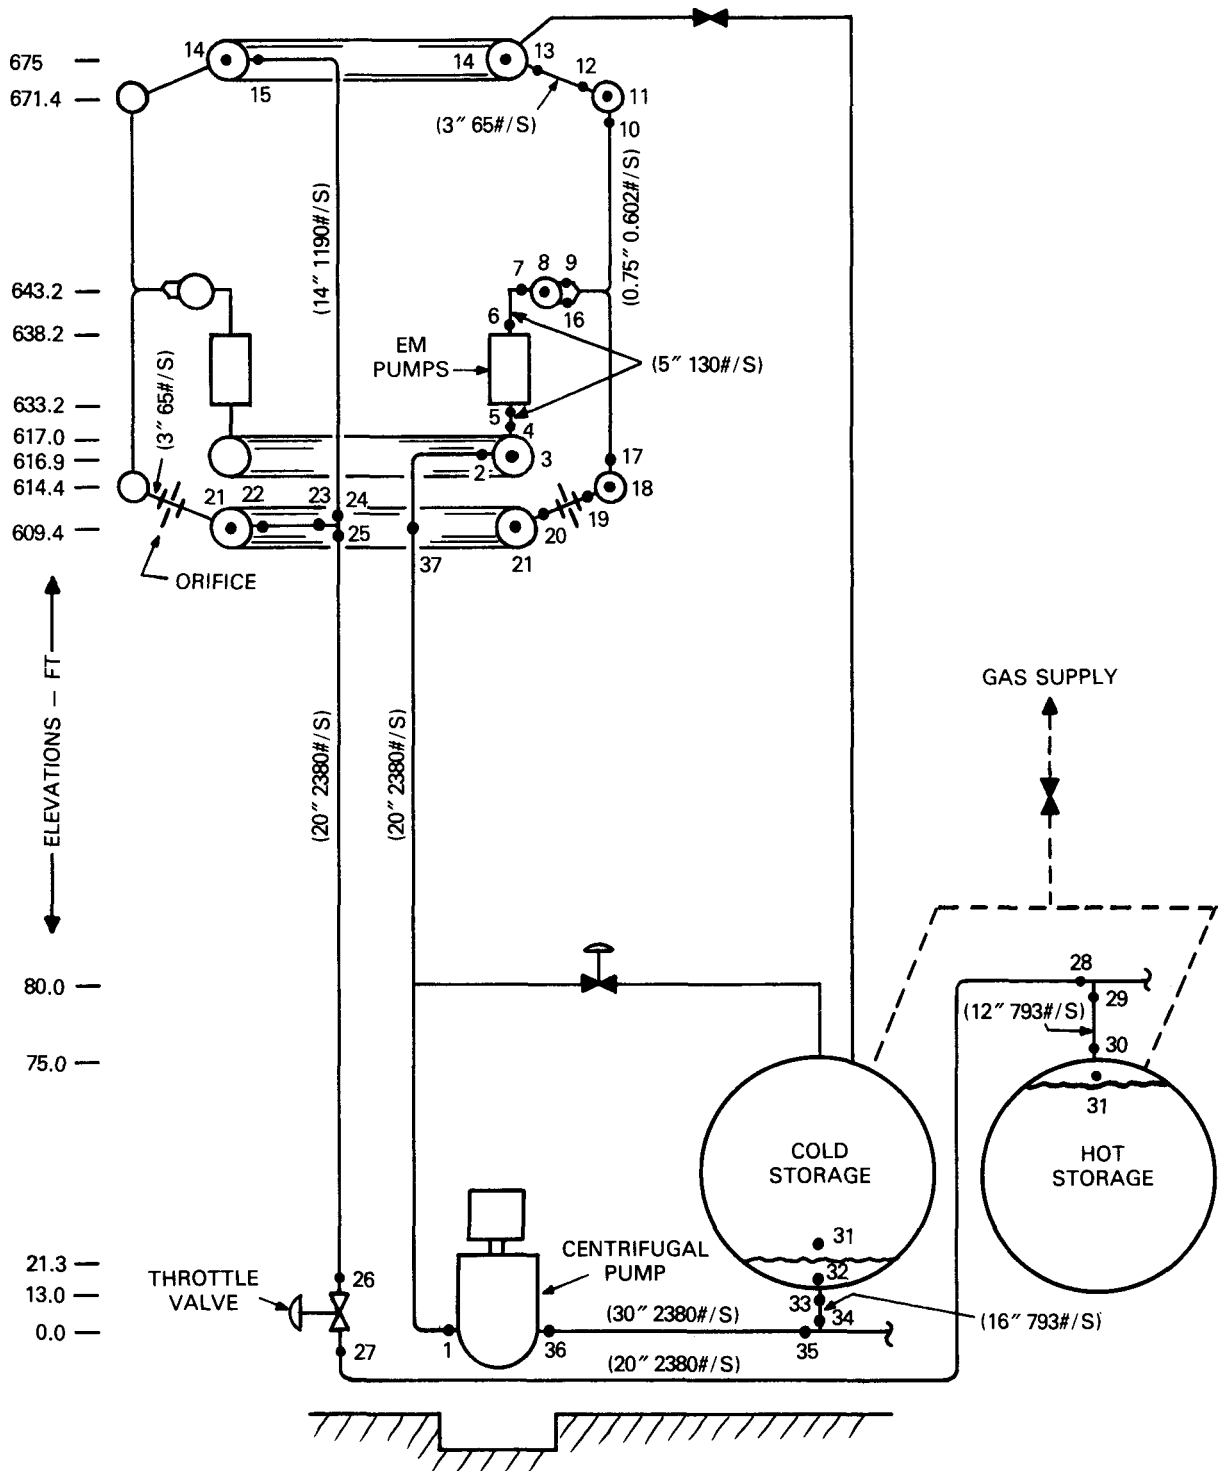 675
14
14
13
12
671.4
15
11
(3″ 65#/S)
10
(14″ 1190#/S)
(0.75″ 0.602#/S)
7
8
9
643.2
16
638.2
6
EM
PUMPS
(5″ 130#/S)
(3″ 65#/S)
633.2
5
617.0
4
616.9
2
3
17
614.4
18
21
22
23
24
19
609.4
25
20
37
21
ORIFICE
ELEVATIONS — FT
(20″ 2380#/S)
(20″ 2380#/S)
GAS SUPPLY
80.0
28
29
(12″ 793#/S)
75.0
30
31
COLD
STORAGE
HOT
STORAGE
31
21.3
26
CENTRIFUGAL
PUMP
THROTTLE
VALVE
32
13.0
33
(30″ 2380#/S)
34
(16″ 793#/S)
0.0
27
1
36
35
(20″ 2380#/S)